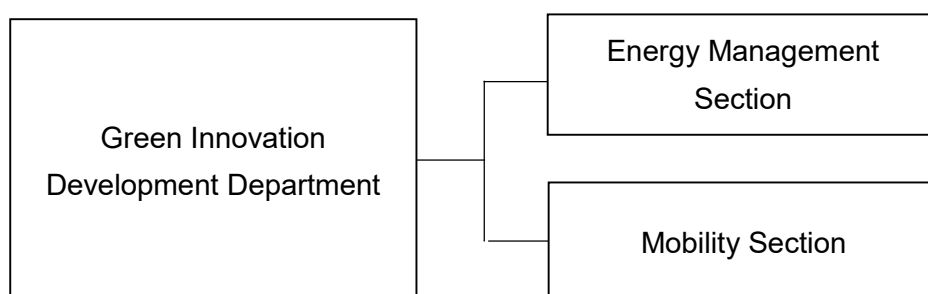 Green Innovation
Development Department
Energy Management
Section
Mobility Section